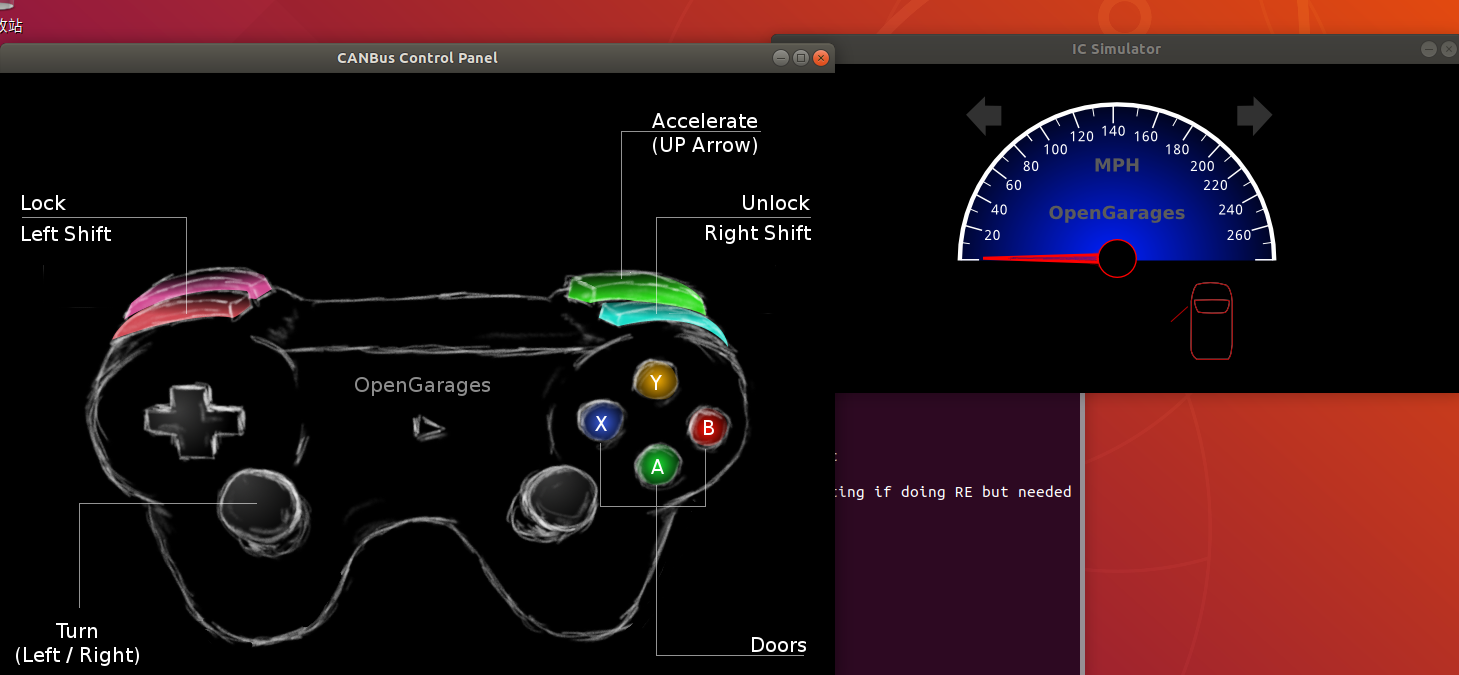 收站
CANBus Control Panel
IC Simulator
Accelerate
(UP Arrow)
Lock
Left Shift
Unlock
Right Shift
OpenGarages
Y
X
B
A
Turn
(Left / Right)
Doors
20
40
60
80
100
120
140
160
180
200
220
240
260
MPH
OpenGarages
ting if doing RE but needed